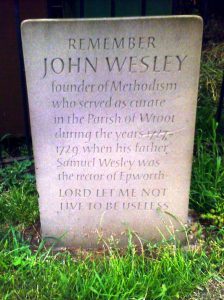 REMEMBER
JOHN WESLEY
founder of Methodism
who served as curate
in the Parish of Wroot
during the years 1727-
1729 when his father
Samuel Wesley was
the rector of Epworth
LORD LET ME NOT
LIVE TO BE USELESS